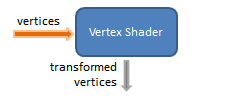 vertices
Vertex Shader
transformed
vertices